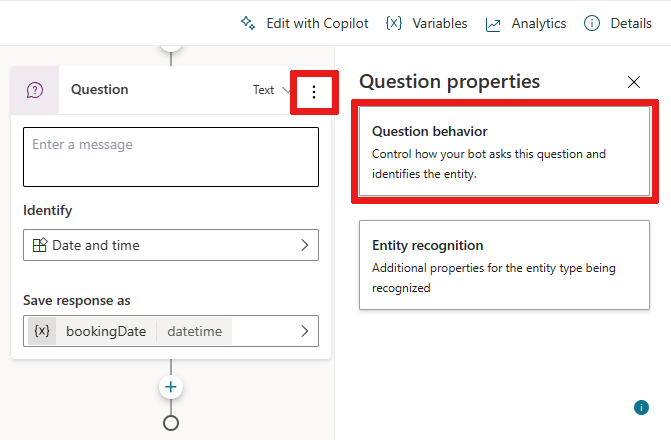 Edit with Copilot {x} Variables Analytics Details
Question Text
Question properties
Enter a message
Question behavior
Control how your bot asks this question and
identifies the entity.
Identify
Date and time
Entity recognition
Additional properties for the entity type being
recognized
Save response as
{x} bookingDate datetime